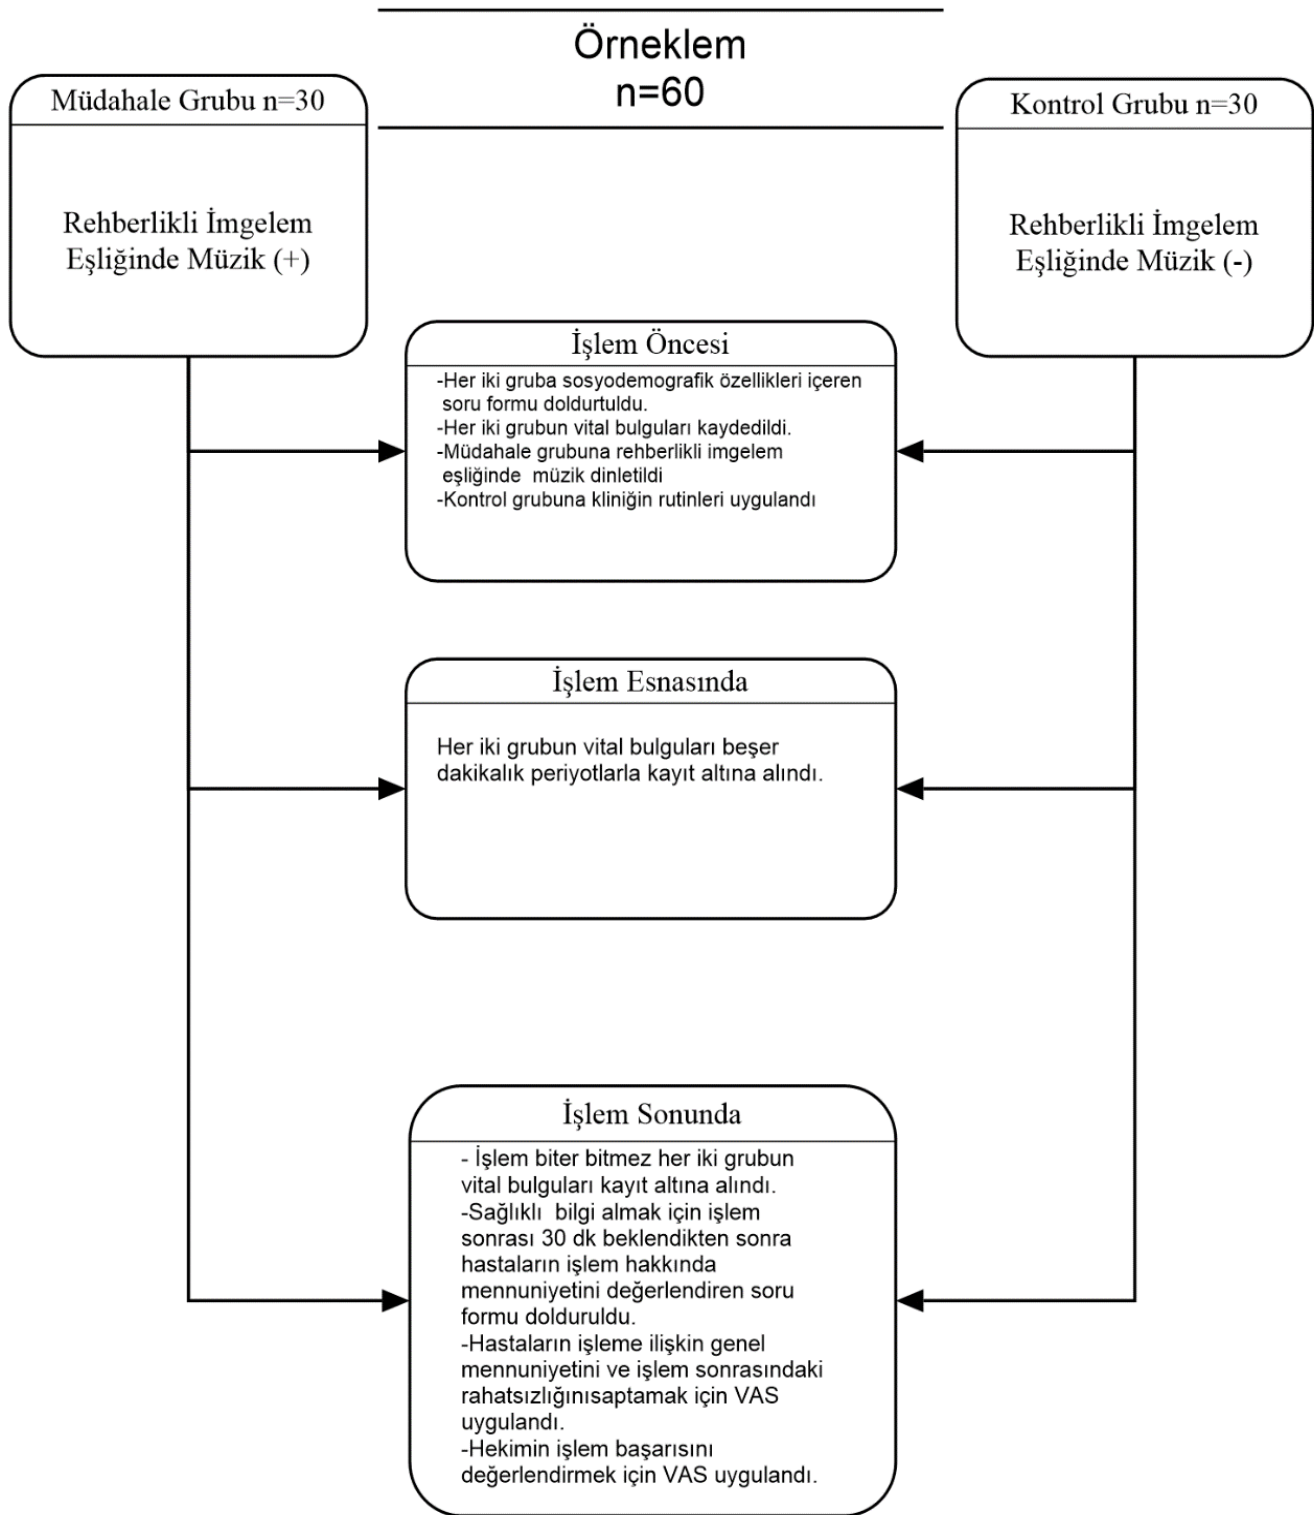 Örneklem
n=60
Müdahale Grubu n=30
Rehberlikli İmgelem
Eşliğinde Müzik (+)
Kontrol Grubu n=30
Rehberlikli İmgelem
Eşliğinde Müzik (-)
İşlem Öncesi
-Her iki gruba sosyodemografik özellikleri içeren
soru formu doldurtuldu.
-Her iki grubun vital bulguları kaydedildi.
-Müdahale grubuna rehberlikli imgelem
eşliğinde müzik dinletildi
-Kontrol grubuna kliniğin rutinleri uygulandı
İşlem Esnasında
Her iki grubun vital bulguları beşer
dakikalık periyotlarla kayıt altına alındı.
İşlem Sonunda
- İşlem biter bitmez her iki grubun
vital bulguları kayıt altına alındı.
-Sağlıklı bilgi almak için işlem
sonrası 30 dk beklendikten sonra
hastaların işlem hakkında
mennuniyetini değerlendiren soru
formu dolduruldu.
-Hastaların işleme ilişkin genel
mennuniyetini ve işlem sonrasındaki
rahatsızlığınısaptamak için VAS
uygulandı.
-Hekimin işlem başarısını
değerlendirmek için VAS uygulandı.